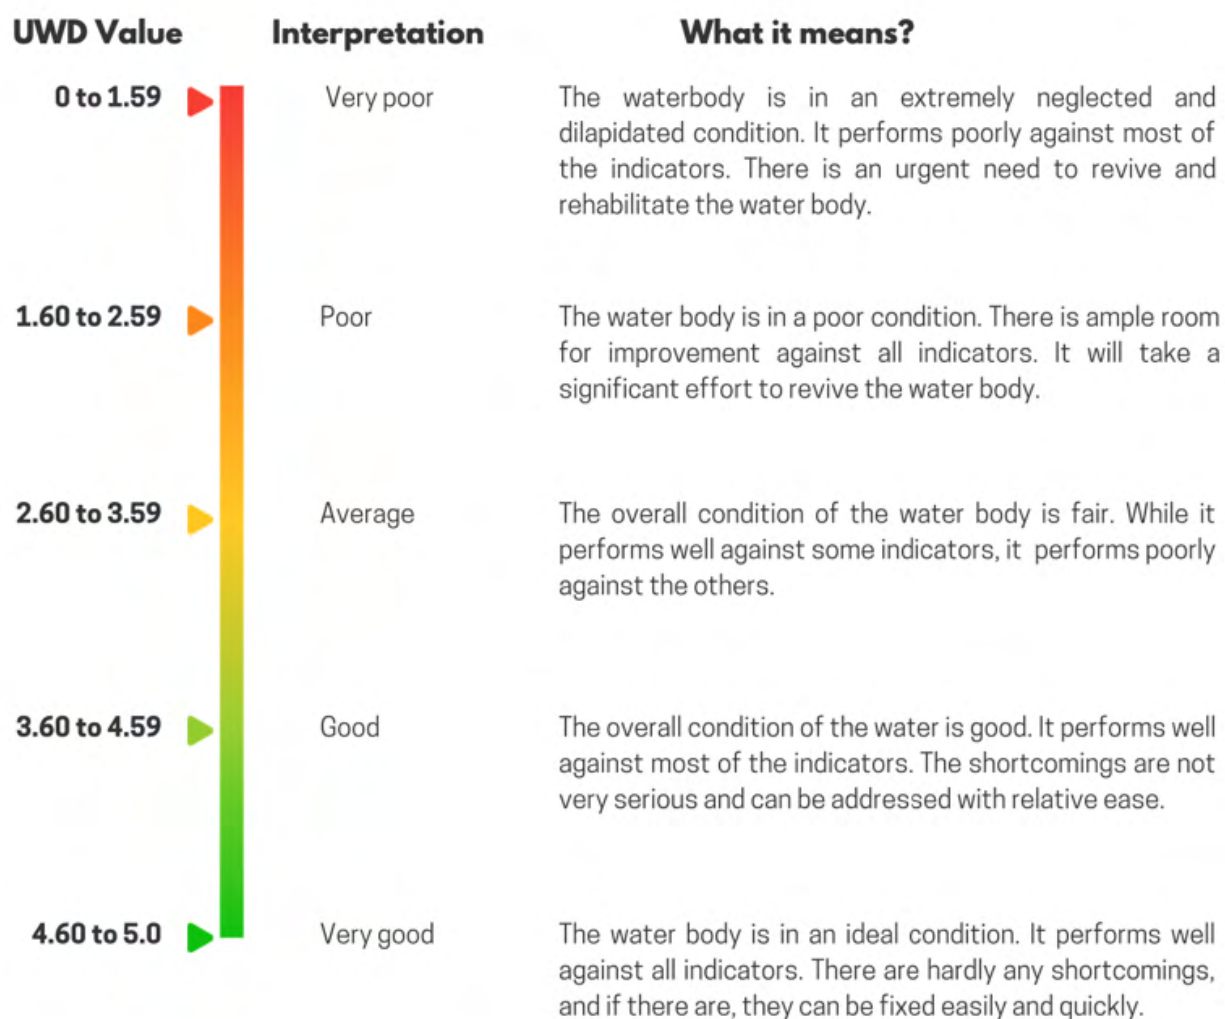 UWD Value Interpretation What it means?
0 to 1.59 Very poor The waterbody is in an extremely neglected and
dilapidated condition. It performs poorly against most of
the indicators. There is an urgent need to revive and
rehabilitate the water body.
1.60 to 2.59 Poor The water body is in a poor condition. There is ample room
for improvement against all indicators. It will take a
significant effort to revive the water body.
2.60 to 3.59 Average The overall condition of the water body is fair. While it
performs well against some indicators, it performs poorly
against the others.
3.60 to 4.59 Good The overall condition of the water is good. It performs well
against most of the indicators. The shortcomings are not
very serious and can be addressed with relative ease.
4.60 to 5.0 Very good The water body is in an ideal condition. It performs well
against all indicators. There are hardly any shortcomings,
and if there are, they can be fixed easily and quickly.